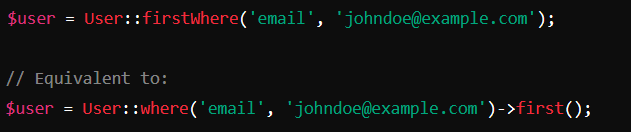 $user = User::firstWhere('email', 'johndoe@example.com');
// Equivalent to:
$user = User::where('email', 'johndoe@example.com')->first();